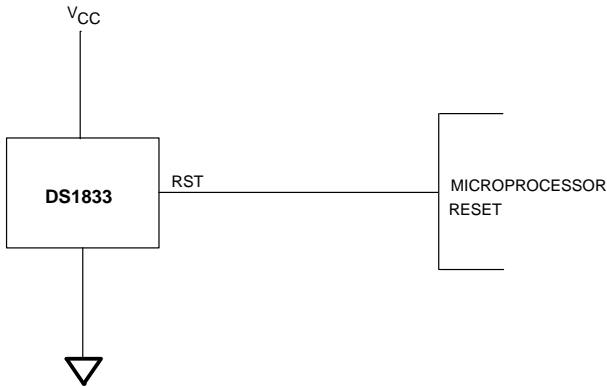 VCC
DS1833
RST
MICROPROCESSOR
RESET